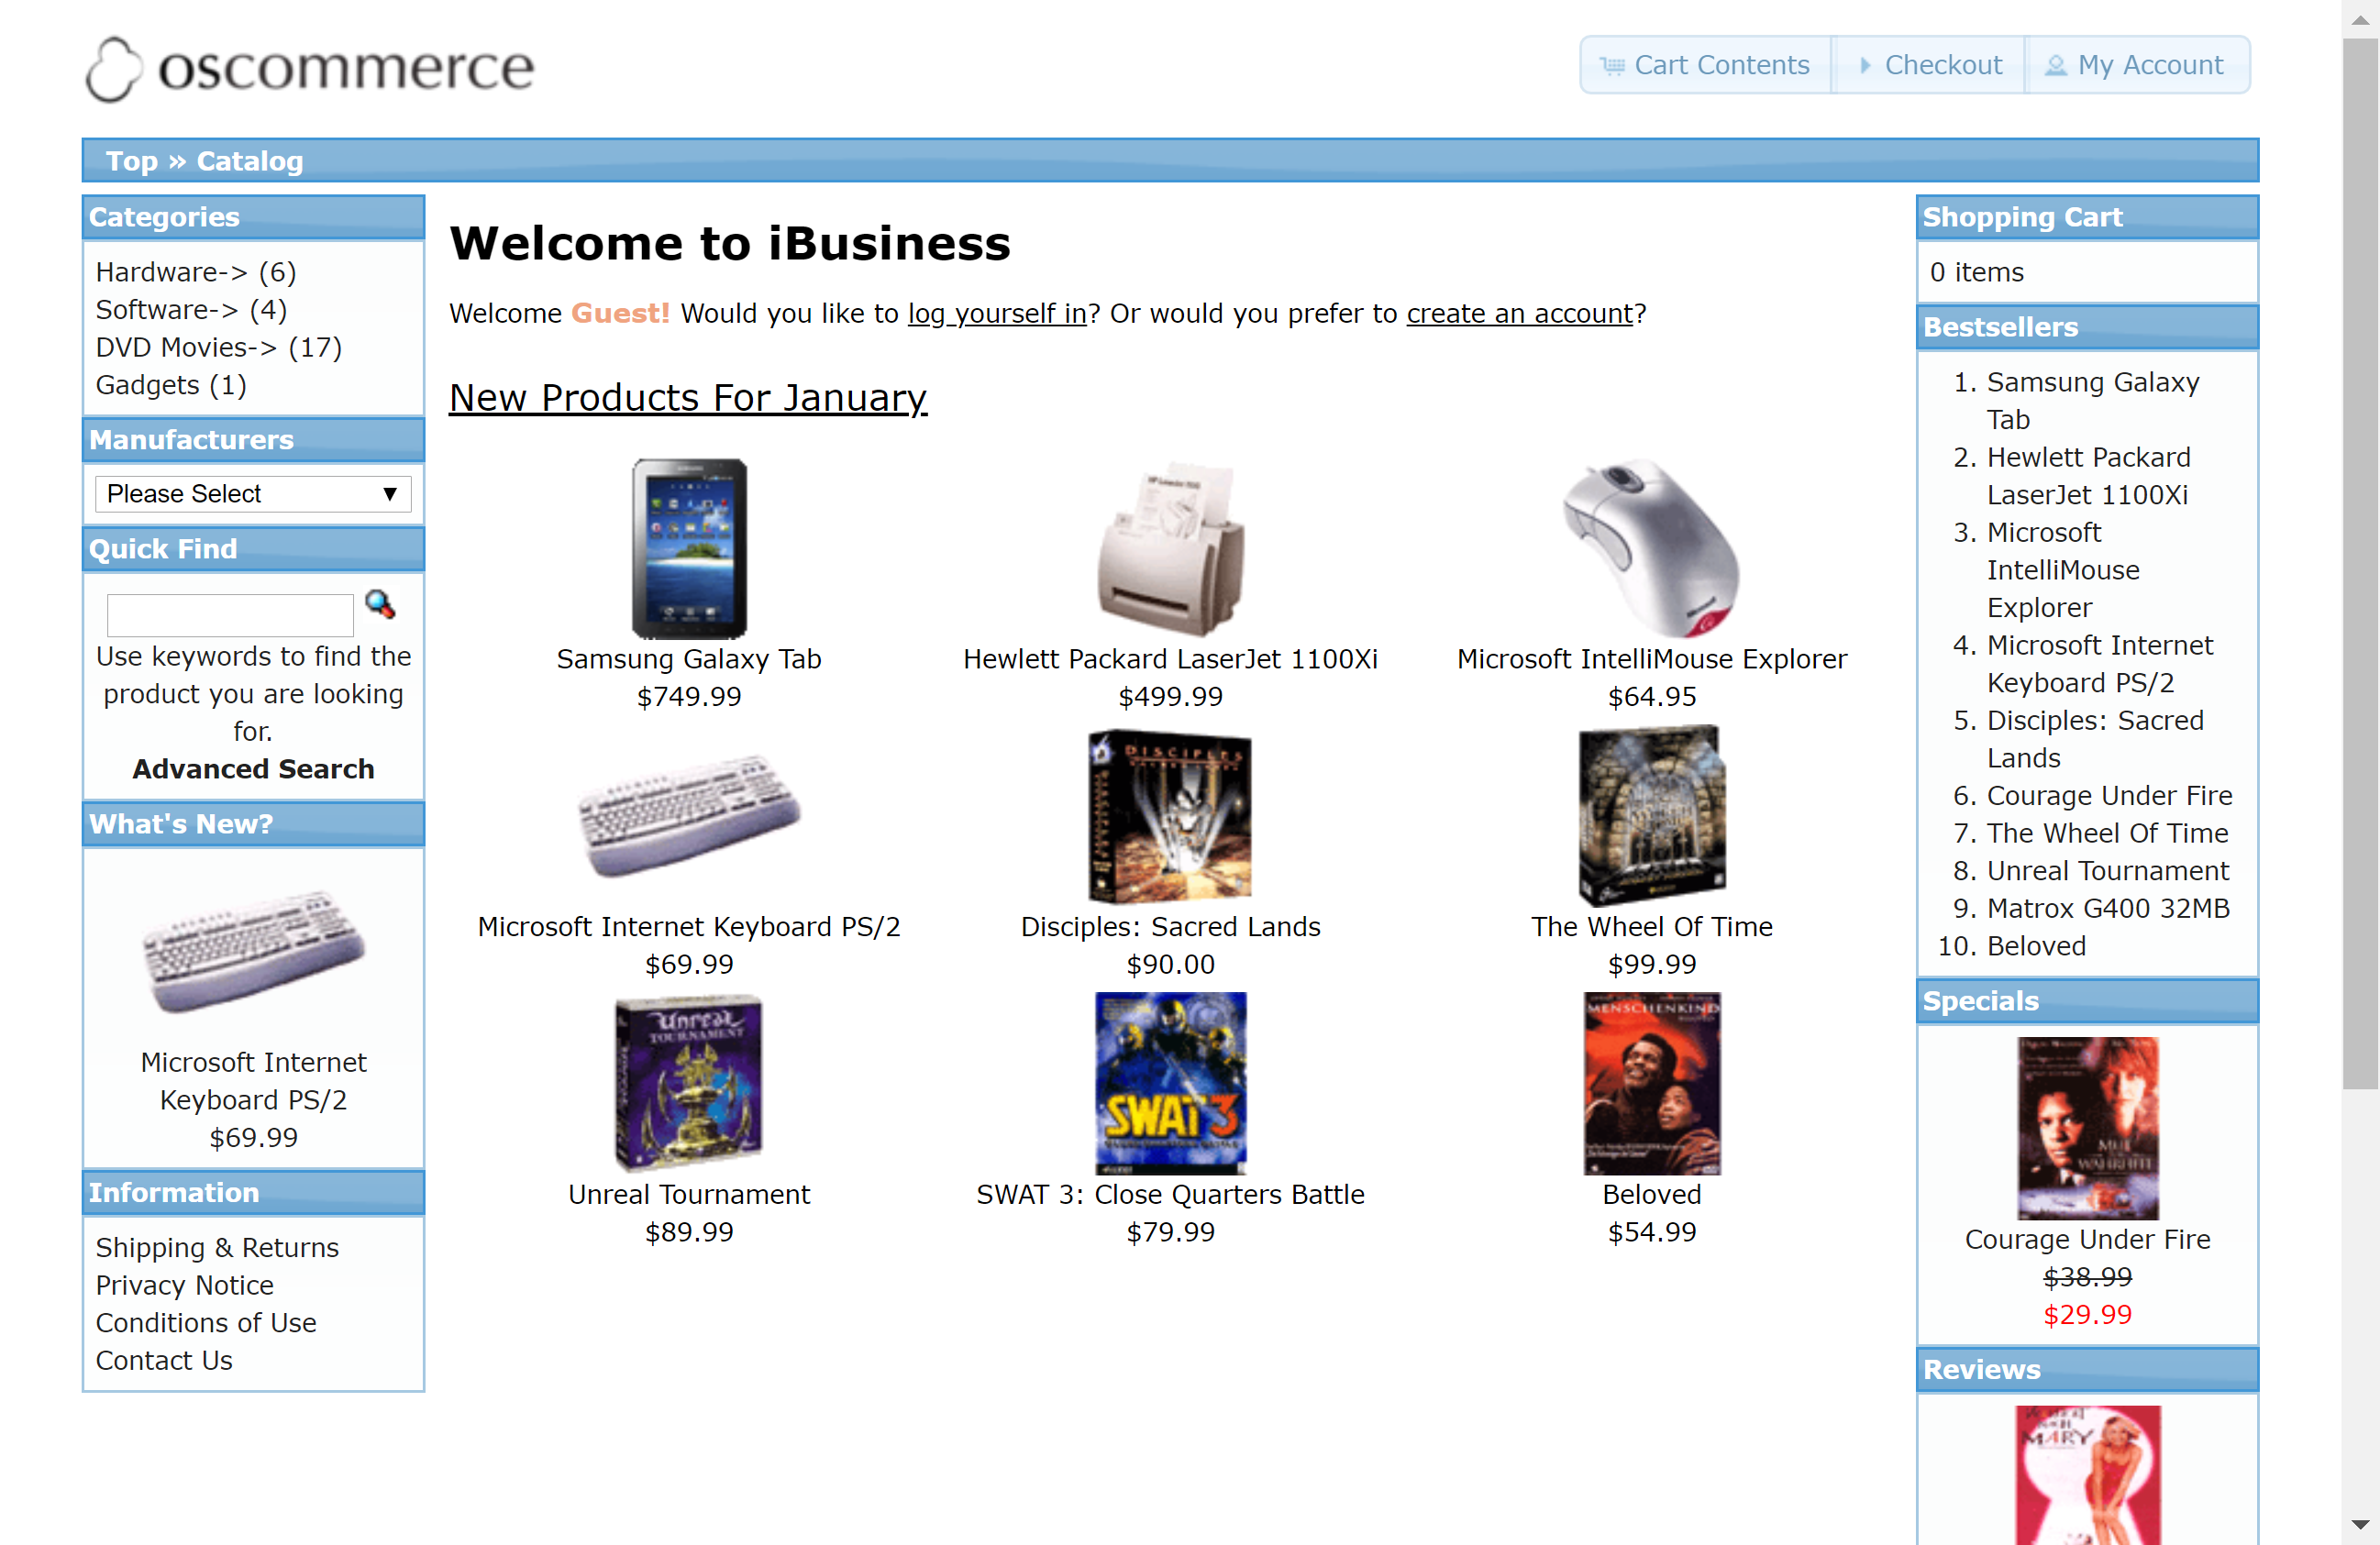 oscommerce
Cart Contents
Checkout
My Account
Top » Catalog
Categories
Hardware-> (6)
Software-> (4)
DVD Movies-> (17)
Gadgets (1)
Manufacturers
Please Select
Quick Find
Use keywords to find the
product you are looking
for.
Advanced Search
What's New?
Microsoft Internet
Keyboard PS/2
$69.99
Information
Shipping & Returns
Privacy Notice
Conditions of Use
Contact Us
Welcome to iBusiness
Welcome Guest! Would you like to log yourself in? Or would you prefer to create an account?
New Products For January
Samsung Galaxy Tab
$749.99
Hewlett Packard LaserJet 1100Xi
$499.99
Microsoft IntelliMouse Explorer
$64.95
Microsoft Internet Keyboard PS/2
$69.99
DISCIPLES
Disciples: Sacred Lands
$90.00
The Wheel Of Time
$99.99
Unreal
TOURNAMENT
Unreal Tournament
$89.99
SWAT 3
SWAT 3: Close Quarters Battle
$79.99
MENSCHENKIND
Beloved
$54.99
Shopping Cart
0 items
Bestsellers
1. Samsung Galaxy
Tab
2. Hewlett Packard
LaserJet 1100Xi
3. Microsoft
IntelliMouse
Explorer
4. Microsoft Internet
Keyboard PS/2
5. Disciples: Sacred
Lands
6. Courage Under Fire
7. The Wheel Of Time
8. Unreal Tournament
9. Matrox G400 32MB
10. Beloved
Specials
WAHRHEIT
Courage Under Fire
$38.99
$29.99
Reviews
MARY